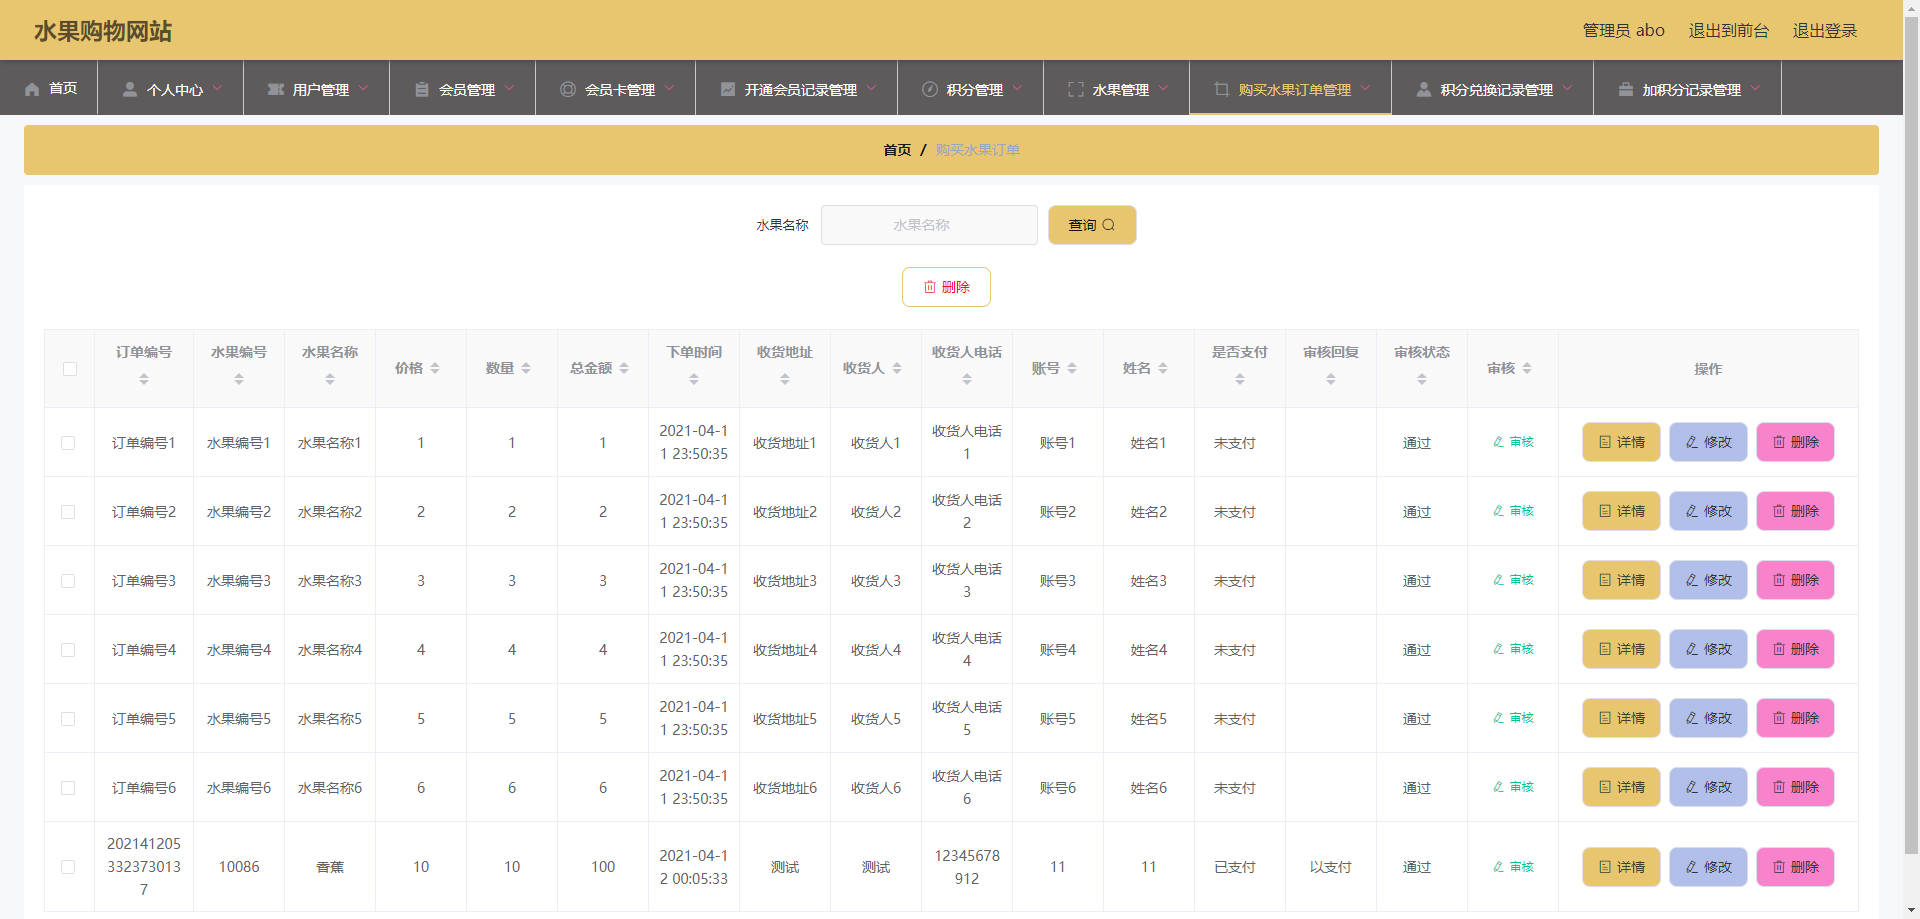 水果购物网站
管理员 abo 退出到前台 退出登录
首页 个人中心 用户管理 会员管理 会员卡管理 开通会员记录管理 积分管理 水果管理 购买水果订单管理 积分兑换记录管理 加积分记录管理
首页 / 购买水果订单
水果名称 水果名称 查询
删除
订单编号 水果编号 水果名称 价格 数量 总金额 下单时间 收货地址 收货人 收货人电话 账号 姓名 是否支付 审核回复 审核状态 审核 操作
订单编号1 水果编号1 水果名称1 1 1 1 2021-04-11 23:50:35 收货地址1 收货人1 收货人电话1 账号1 姓名1 未支付 通过 审核 详情 修改 删除
订单编号2 水果编号2 水果名称2 2 2 2 2021-04-11 23:50:35 收货地址2 收货人2 收货人电话2 账号2 姓名2 未支付 通过 审核 详情 修改 删除
订单编号3 水果编号3 水果名称3 3 3 3 2021-04-11 23:50:35 收货地址3 收货人3 收货人电话3 账号3 姓名3 未支付 通过 审核 详情 修改 删除
订单编号4 水果编号4 水果名称4 4 4 4 2021-04-11 23:50:35 收货地址4 收货人4 收货人电话4 账号4 姓名4 未支付 通过 审核 详情 修改 删除
订单编号5 水果编号5 水果名称5 5 5 5 2021-04-11 23:50:35 收货地址5 收货人5 收货人电话5 账号5 姓名5 未支付 通过 审核 详情 修改 删除
订单编号6 水果编号6 水果名称6 6 6 6 2021-04-11 23:50:35 收货地址6 收货人6 收货人电话6 账号6 姓名6 未支付 通过 审核 详情 修改 删除
2021412053323730137 10086 香蕉 10 10 100 2021-04-12 00:05:33 测试 测试 12345678912 11 11 已支付 以支付 通过 审核 详情 修改 删除